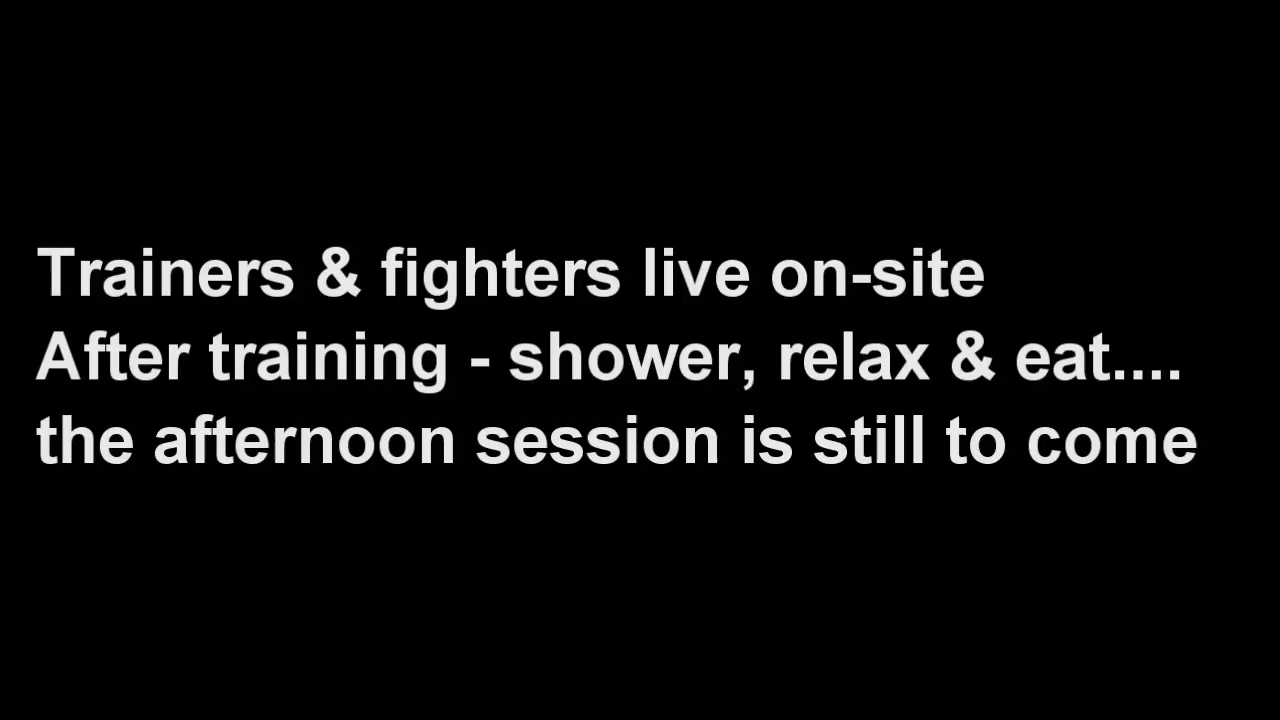 Trainers & fighters live on-site
After training - shower, relax & eat....
the afternoon session is still to come